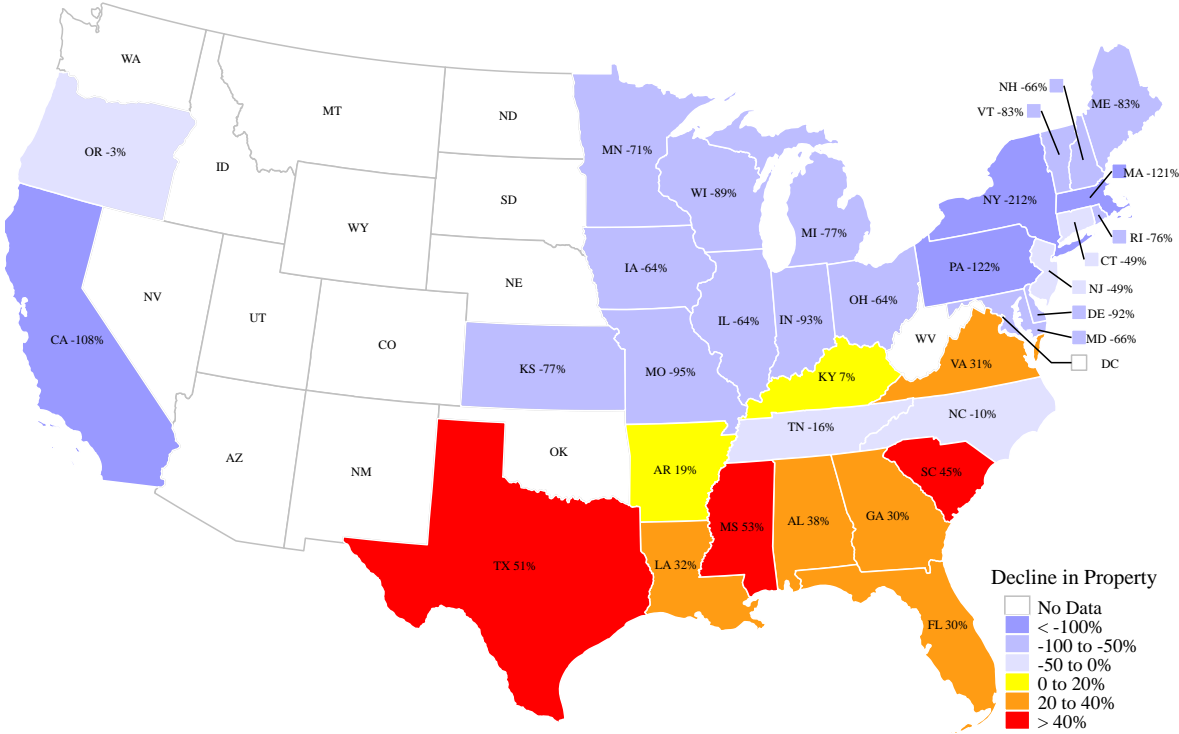 WA
MT
ND
OR -3%
ID
SD
WY
MN -71%
WI -89%
MI -77%
NH -66%
VT -83%
ME -83%
MA -121%
NY -212%
RI -76%
CT -49%
NJ -49%
DE -92%
MD -66%
DC
PA -122%
NE
IA -64%
NV
UT
CO
CA -108%
KS -77%
MO -95%
IL -64%
IN -93%
OH -64%
WV
VA 31%
KY 7%
NC -10%
TN -16%
AZ
NM
OK
AR 19%
SC 45%
MS 53%
AL 38%
GA 30%
TX 51%
LA 32%
FL 30%
Decline in Property
No Data
< -100%
-100 to -50%
-50 to 0%
0 to 20%
20 to 40%
> 40%